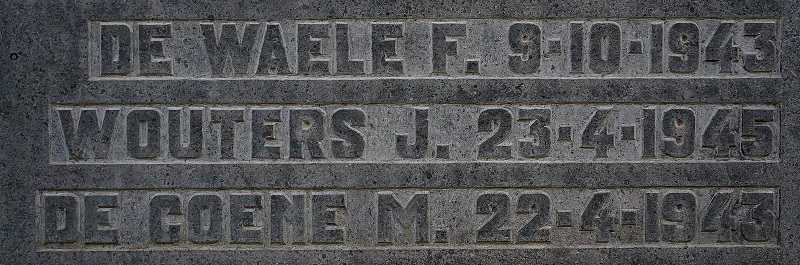 DE WAELE F. 9-10-1943
WOUTERS J. 23-4-1945
DE COENE M. 22-4-1943